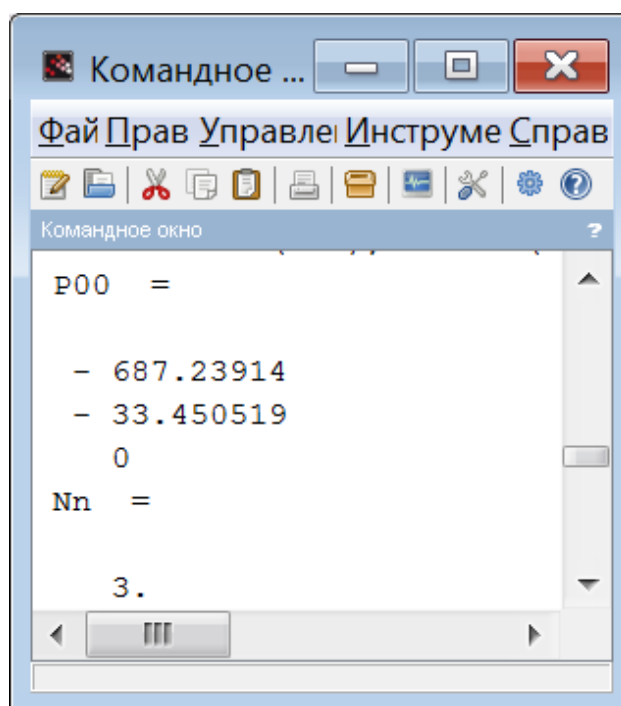 Командное ...
Фай Прав Управле Инструме Справ
Командное окно ?
P00 =
- 687.23914
- 33.450519
0
Nn =
3.